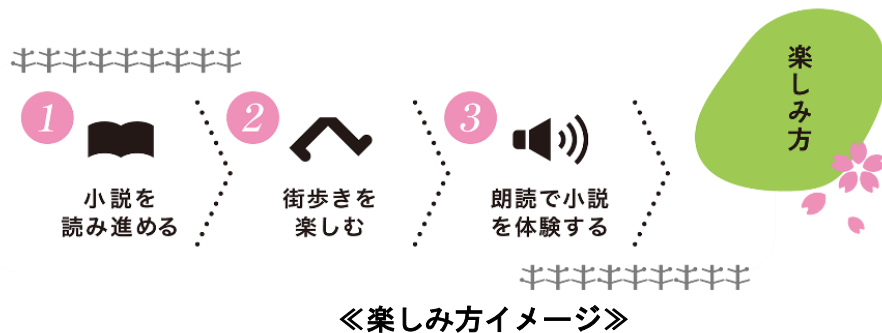 楽しみ方
1
小説を
読み進める
2
街歩きを
楽しむ
3
朗読で小説
を体験する
≪楽しみ方イメージ≫